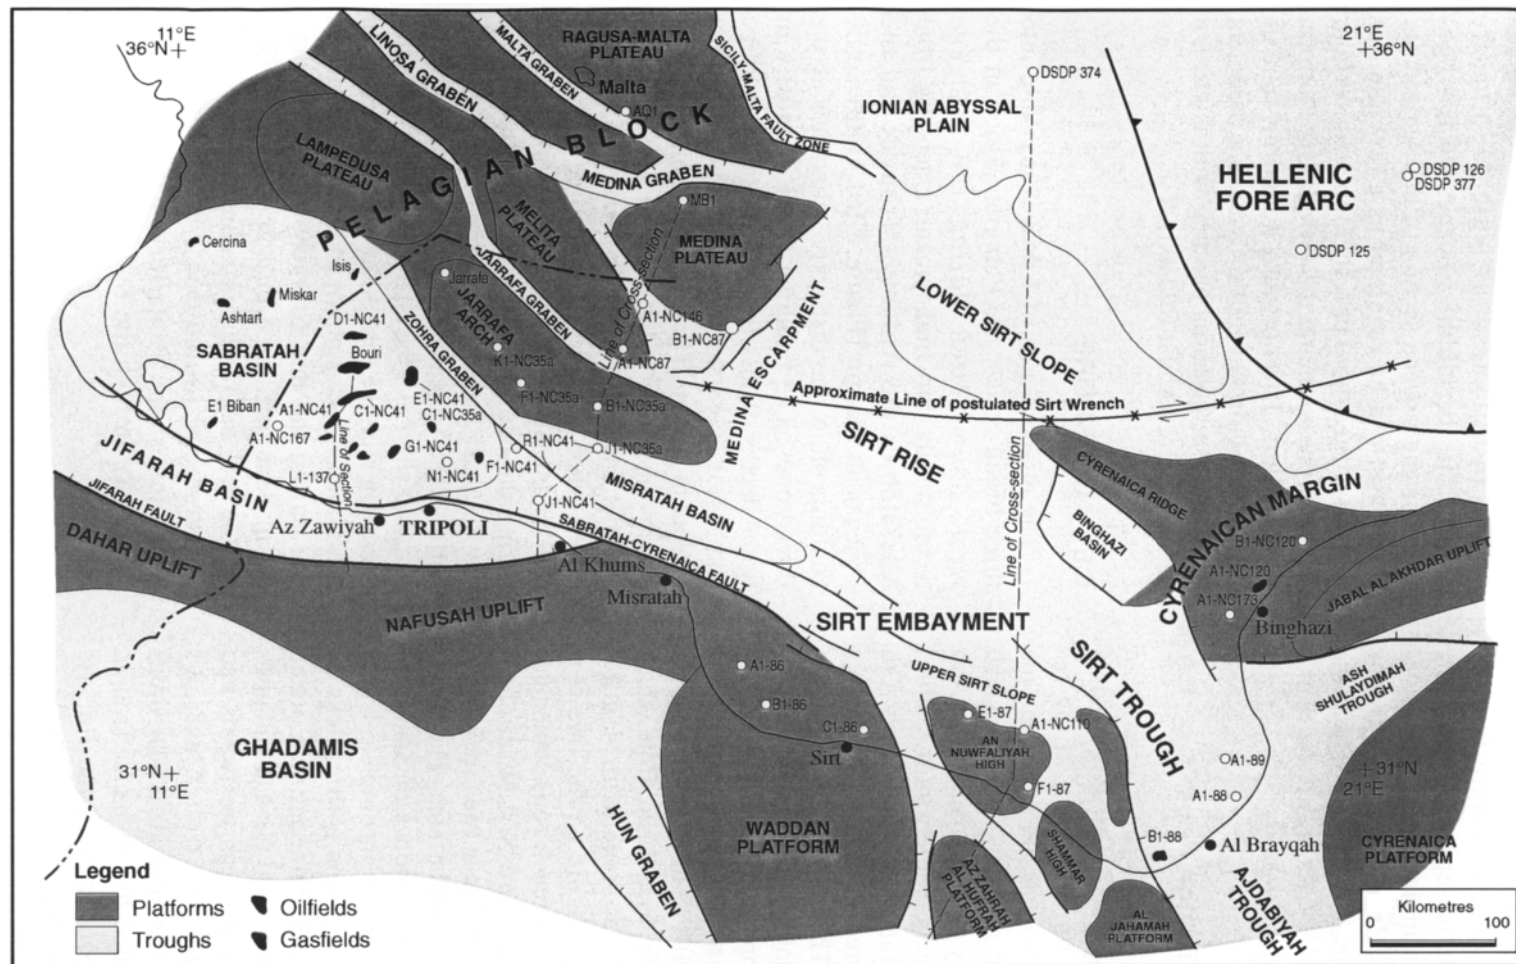 11°E
36°N
21°E
36°N
RAGUSA-MALTA
PLATEAU
Malta
AQ1
LINOSA GRABEN
MALTA GRABEN
SICILY-MALTA FAULT ZONE
DSDP 374
IONIAN ABYSSAL
PLAIN
HELLENIC
FORE ARC
DSDP 126
DSDP 377
DSDP 125
PELAGIAN BLOCK
LAMPEDUSA
PLATEAU
MEDINA GRABEN
MB1
MELITA
PLATEAU
MEDINA
PLATEAU
Cercina
Isis
Miskar
Ashtart
Jarrafa
JARRAFA
ARCH
JARRAFA GRABEN
Line of Cross-section
A1-NC146
B1-NC87
A1-NC87
K1-NC35a
F1-NC35a
B1-NC35a
J1-NC35a
D1-NC41
Bouri
SABRATAH
BASIN
ZOHRA GRABEN
E1-NC41
C1-NC35a
C1-NC41
A1-NC41
E1 Biban
A1-NC167
G1-NC41
N1-NC41
F1-NC41
R1-NC41
J1-NC41
L1-137
Line of Section
MEDINA ESCARPMENT
LOWER SIRT SLOPE
Approximate Line of postulated Sirt Wrench
SIRT RISE
Line of Cross-section
JIFARAH BASIN
JIFARAH FAULT
Az Zawiyah
TRIPOLI
MISRATAH BASIN
SABRATAH-CYRENAICA FAULT
DAHAR UPLIFT
NAFUSAH UPLIFT
Al Khums
Misratah
CYRENAICA RIDGE
CYRENAICAN MARGIN
BINGHAZI
BASIN
B1-NC120
A1-NC120
A1-NC173
Binghazi
JABAL AL AKHDAR UPLIFT
SIRT EMBAYMENT
SIRT TROUGH
UPPER SIRT SLOPE
ASH
SHULAYDIMAH
TROUGH
A1-86
B1-86
C1-86
Sirt
E1-87
A1-NC110
AN
NUWFALIYAH
HIGH
F1-87
A1-89
A1-88
B1-88
Al Brayqah
31°N
11°E
31°N
21°E
GHADAMIS
BASIN
HUN GRABEN
WADDAN
PLATFORM
AZ ZAHRAH
AL HUFRAH
PLATFORM
SHAMMAR
HIGH
AL
JAHAMAH
PLATFORM
AJDABIYAH
TROUGH
CYRENAICA
PLATFORM
Legend
Platforms
Oilfields
Troughs
Gasfields
Kilometres
0 100